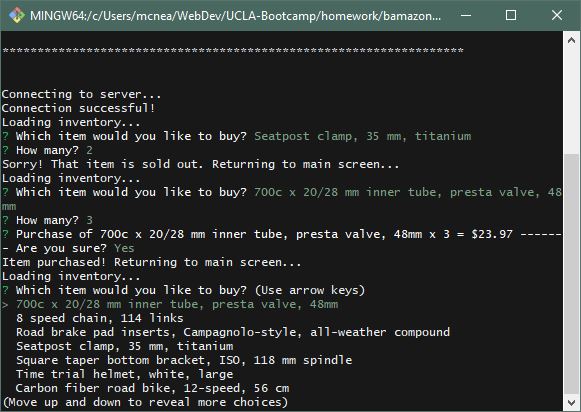 MINGW64:/c/Users/mcnea/WebDev/UCLA-Bootcamp/homework/bamazon...
******************************************************************
Connecting to server...
Connection successful!
Loading inventory...
? Which item would you like to buy? Seatpost clamp, 35 mm, titanium
? How many? 2
Sorry! That item is sold out. Returning to main screen...
Loading inventory...
? Which item would you like to buy? 700c x 20/28 mm inner tube, presta valve, 48
mm
? How many? 3
? Purchase of 700c x 20/28 mm inner tube, presta valve, 48mm x 3 = $23.97 ------
- Are you sure? Yes
Item purchased! Returning to main screen...
Loading inventory...
? Which item would you like to buy? (Use arrow keys)
> 700c x 20/28 mm inner tube, presta valve, 48mm
8 speed chain, 114 links
Road brake pad inserts, Campagnolo-style, all-weather compound
Seatpost clamp, 35 mm, titanium
Square taper bottom bracket, ISO, 118 mm spindle
Time trial helmet, white, large
Carbon fiber road bike, 12-speed, 56 cm
(Move up and down to reveal more choices)